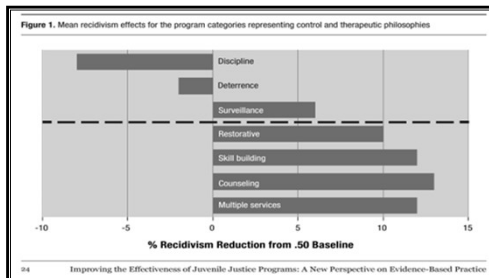 Figure 1. Mean recidivism effects for the program categories representing control and therapeutic philosophies
Discipline
Deterrence
Surveillance
Restorative
Skill building
Counseling
Multiple services
-10 -5 0 5 10 15
% Recidivism Reduction from .50 Baseline
24 Improving the Effectiveness of Juvenile Justice Programs: A New Perspective on Evidence-Based Practice